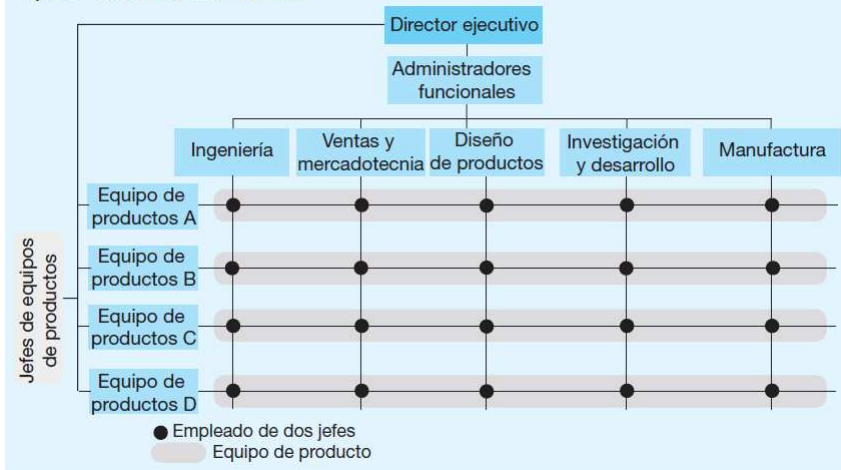 Director ejecutivo
Administradores
funcionales
Ingeniería
Ventas y
mercadotecnia
Diseño
de productos
Investigación
y desarrollo
Manufactura
Jefes de equipos
de productos
Equipo de
productos A
Equipo de
productos B
Equipo de
productos C
Equipo de
productos D
Empleado de dos jefes
Equipo de producto